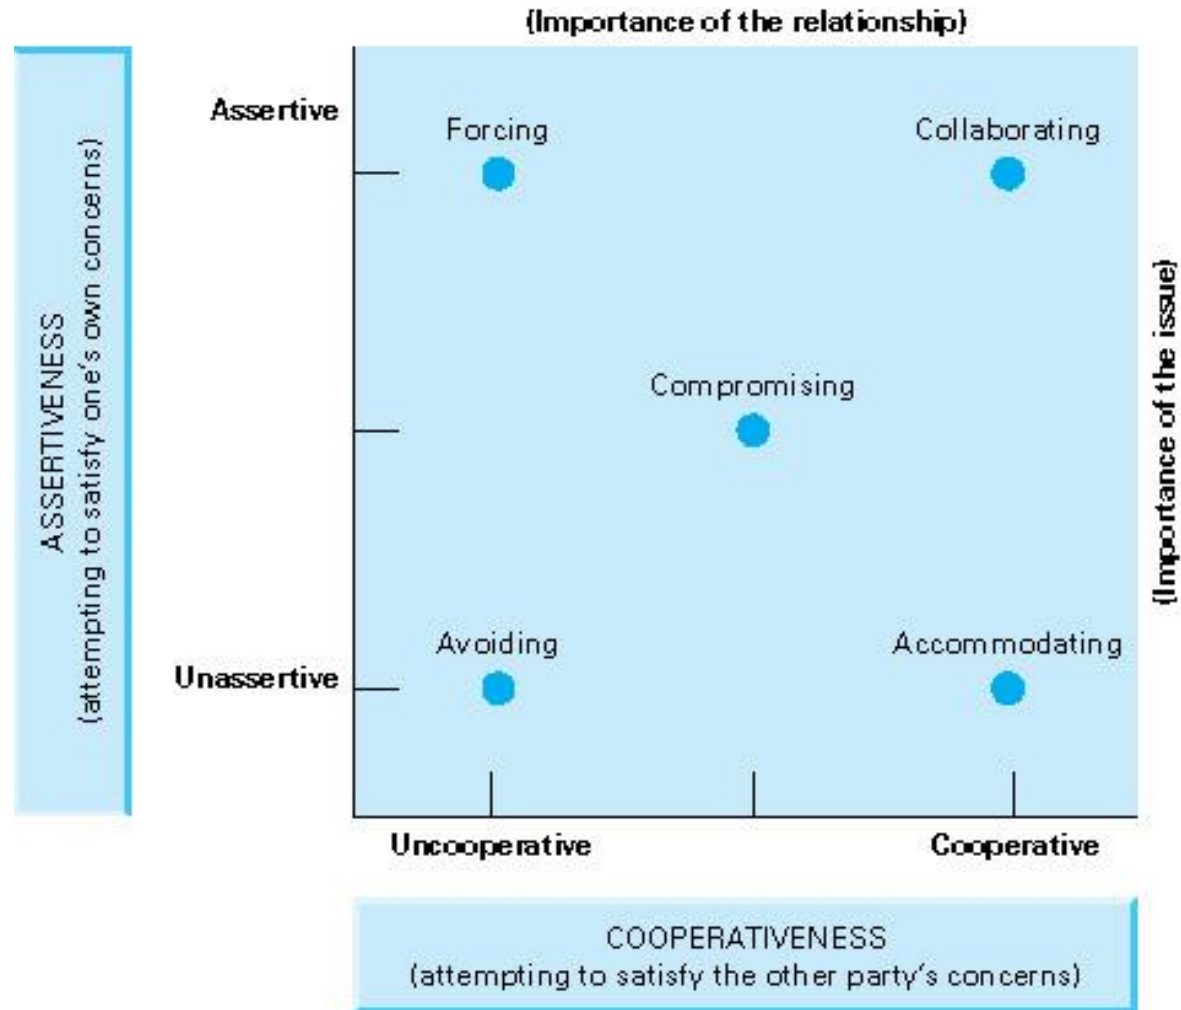 (Importance of the relationship)
ASSERTIVENESS
(attempting to satisfy one's own concerns)
Assertive
Forcing
Collaborating
Compromising
(Importance of the issue)
Avoiding
Accommodating
Unassertive
Uncooperative
Cooperative
COOPERATIVENESS
(attempting to satisfy the other party's concerns)